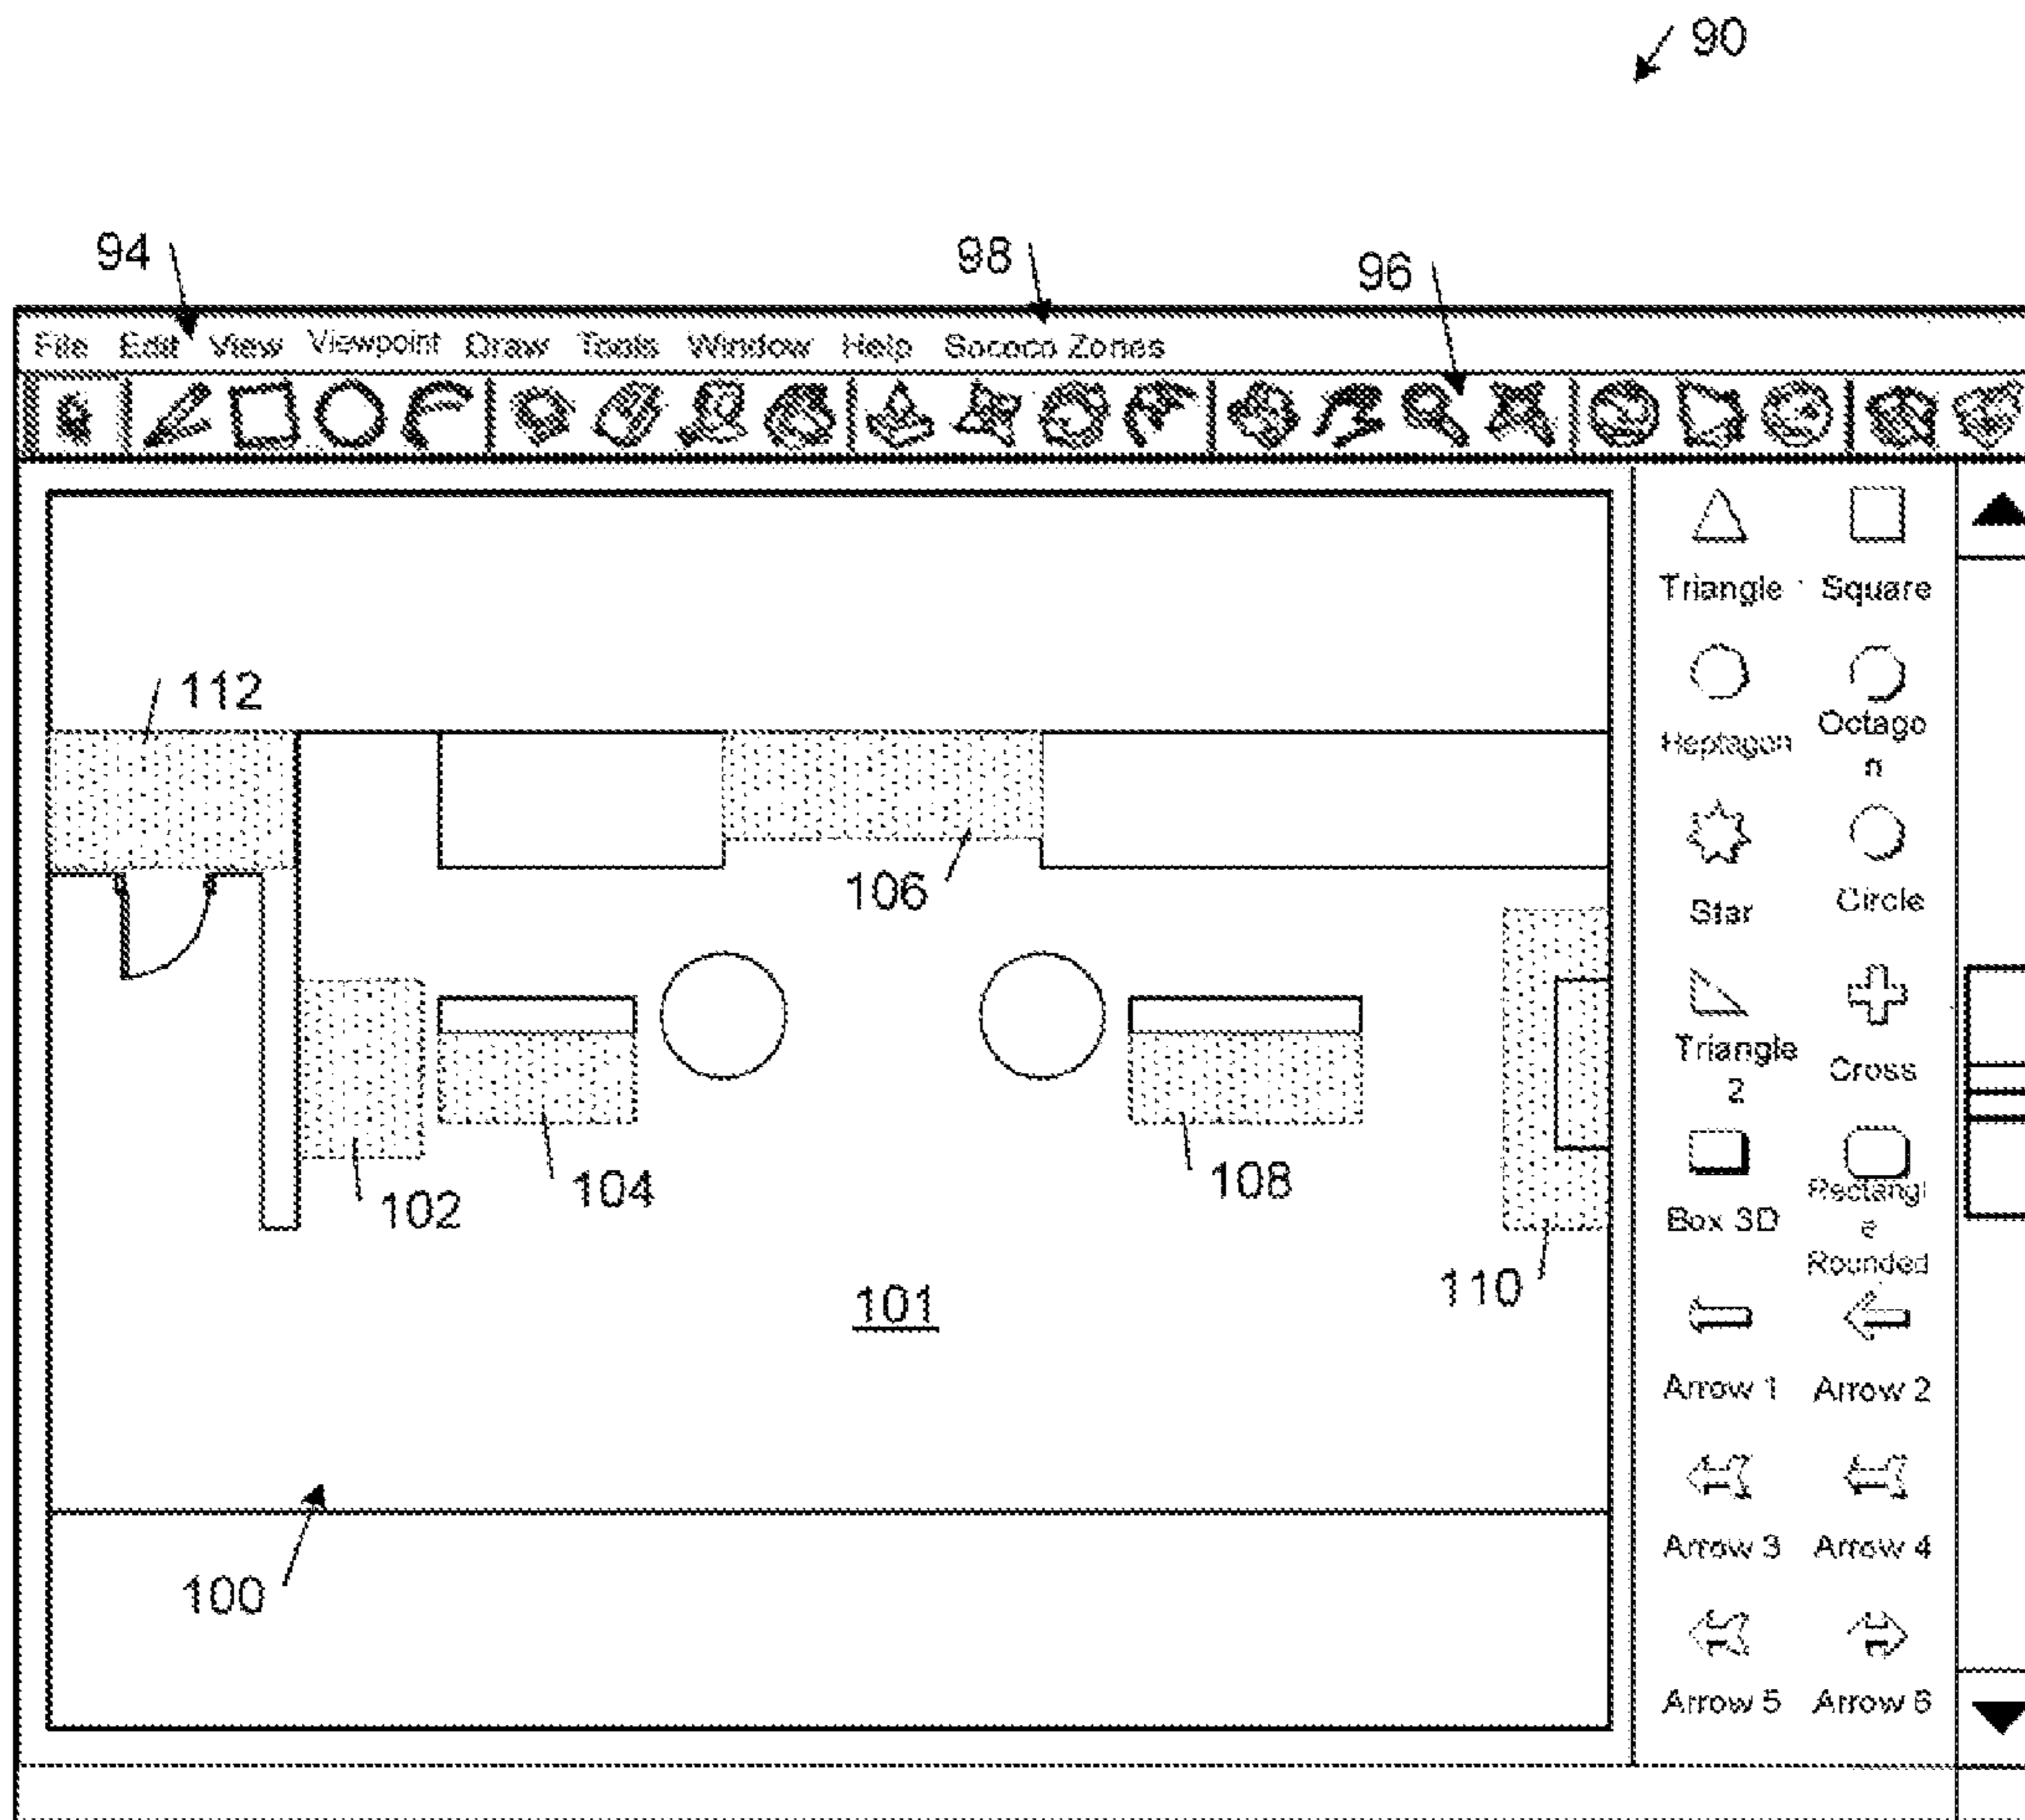 90
94
98
96
File Edit View Viewpoint Draw Tools Window Help Sococo Zones
Triangle Square
112
Heptagon Octago
n
106
Star Circle
Triangle
2
Cross
102
104
108
Box 3D Rectangl
e
Rounded
110
101
Arrow 1 Arrow 2
Arrow 3 Arrow 4
100
Arrow 5 Arrow 6